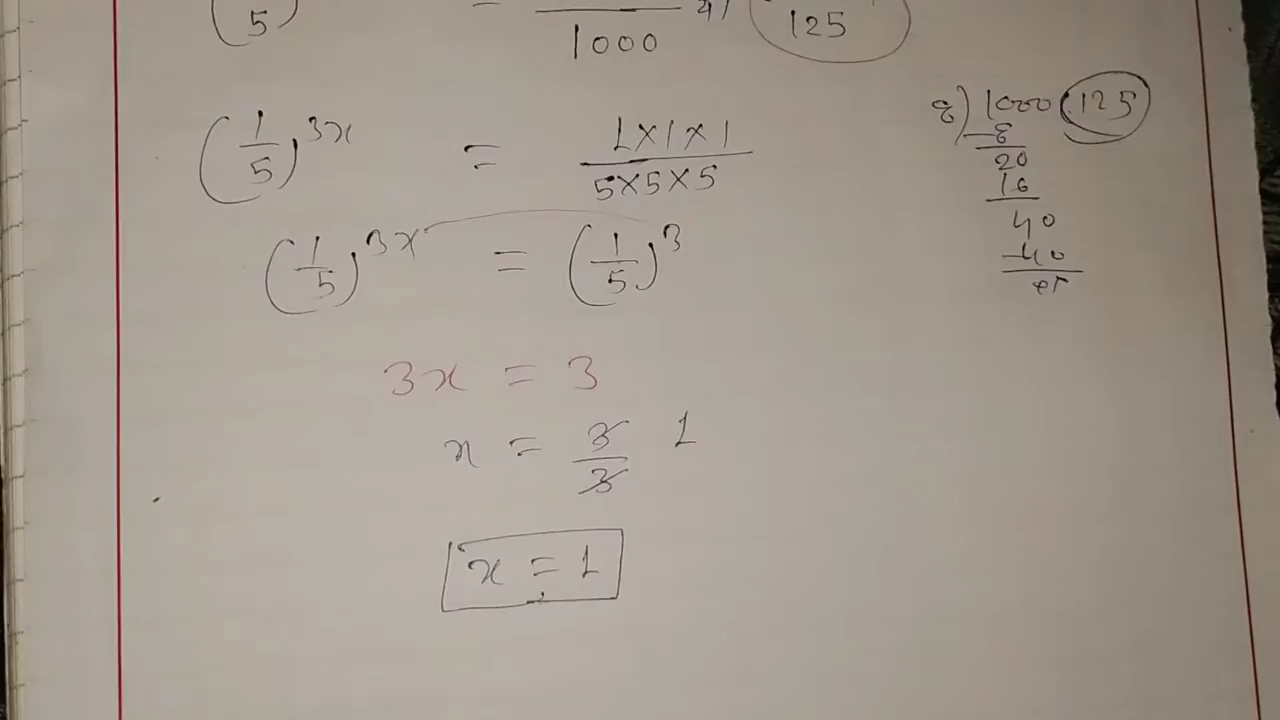 5) = 1000 125
(1/5)^3x = 1×1×1 / 5×5×5
(1/5)^3x = (1/5)^3
3x = 3
x = 3/3 1
x = 1
8) 1000 (125
-8
20
16
40
-40